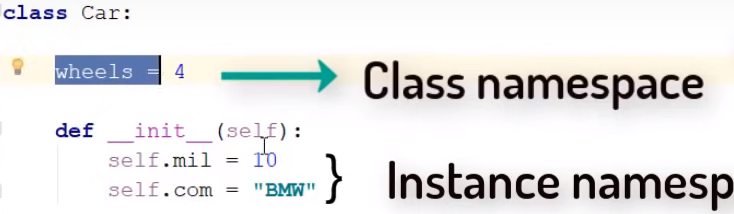 class Car:
wheels = 4
Class namespace
def __init__(self):
self.mil = 10
self.com = "BMW"
}
Instance namesp